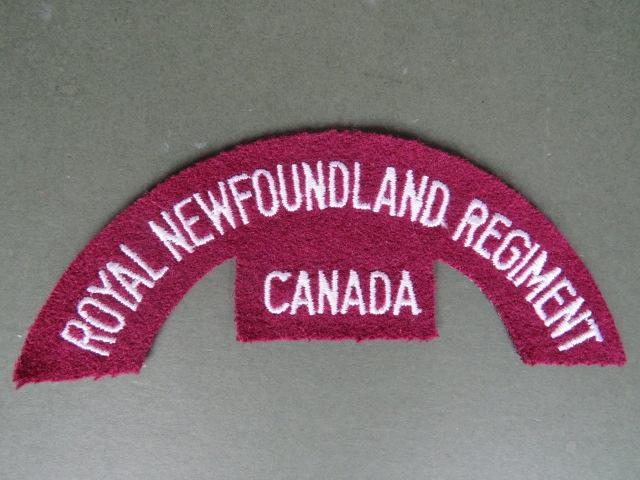 ROYAL NEWFOUNDLAND REGIMENT
CANADA